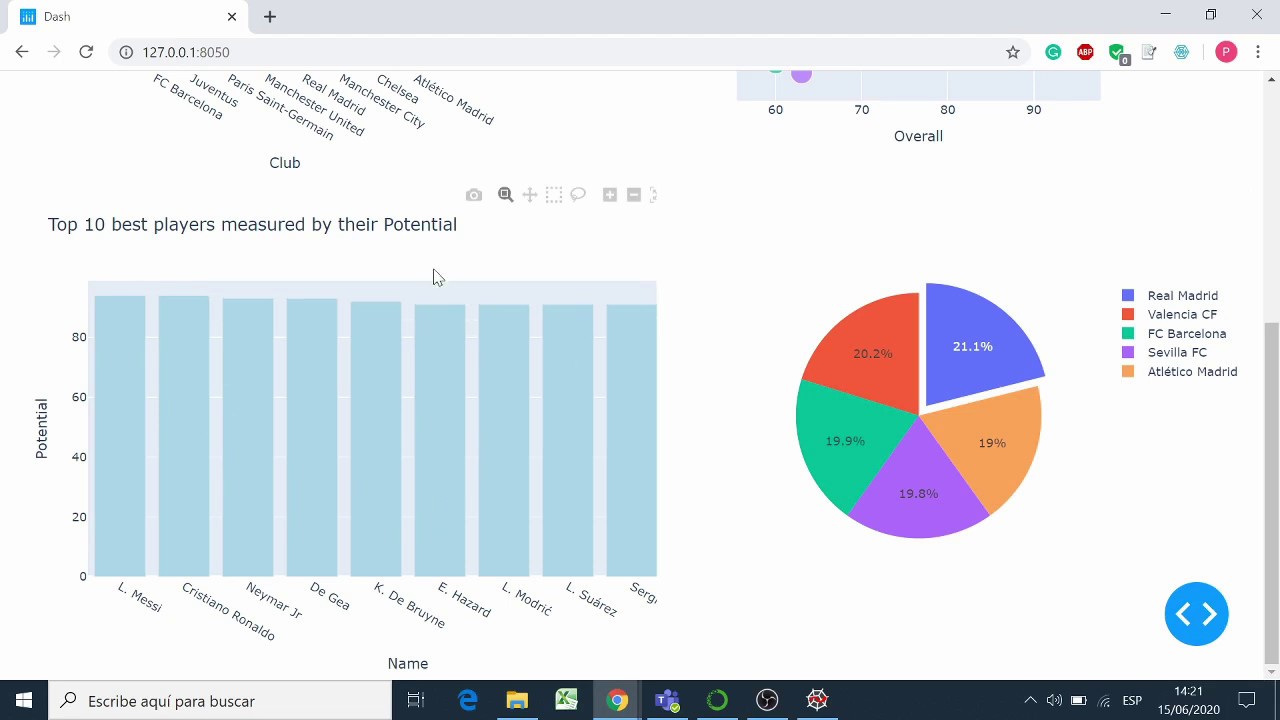 Dash
127.0.0.1:8050
ABP
0
P
FC Barcelona
Juventus
Paris Saint-Germain
Manchester United
Real Madrid
Manchester City
Chelsea
Atlético Madrid
Club
60 70 80 90
Overall
Top 10 best players measured by their Potential
Potential
80
60
40
20
0
L. Messi
Cristiano Ronaldo
Neymar Jr
De Gea
K. De Bruyne
E. Hazard
L. Modrić
L. Suárez
Name
21.1%
20.2%
19.9%
19.8%
19%
Real Madrid
Valencia CF
FC Barcelona
Sevilla FC
Atlético Madrid
Escribe aquí para buscar
ESP
14:21
15/06/2020